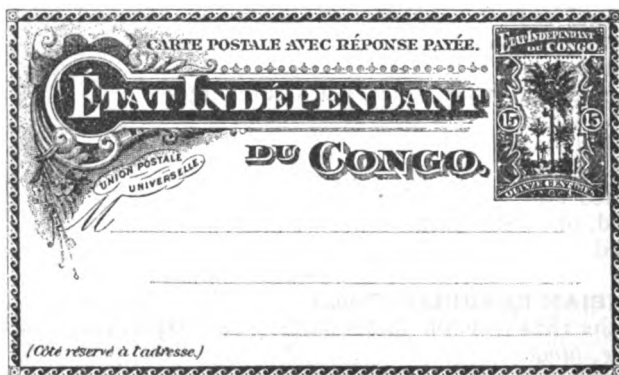 CARTE POSTALE AVEC RÉPONSE PAYÉE.
ÉTAT INDÉPENDANT
DU CONGO.
UNION POSTALE
UNIVERSELLE
M
(Côté réservé à l'adresse.)
ÉTAT INDÉPENDANT
DU CONGO
15 15
QUINZE CENTIMES